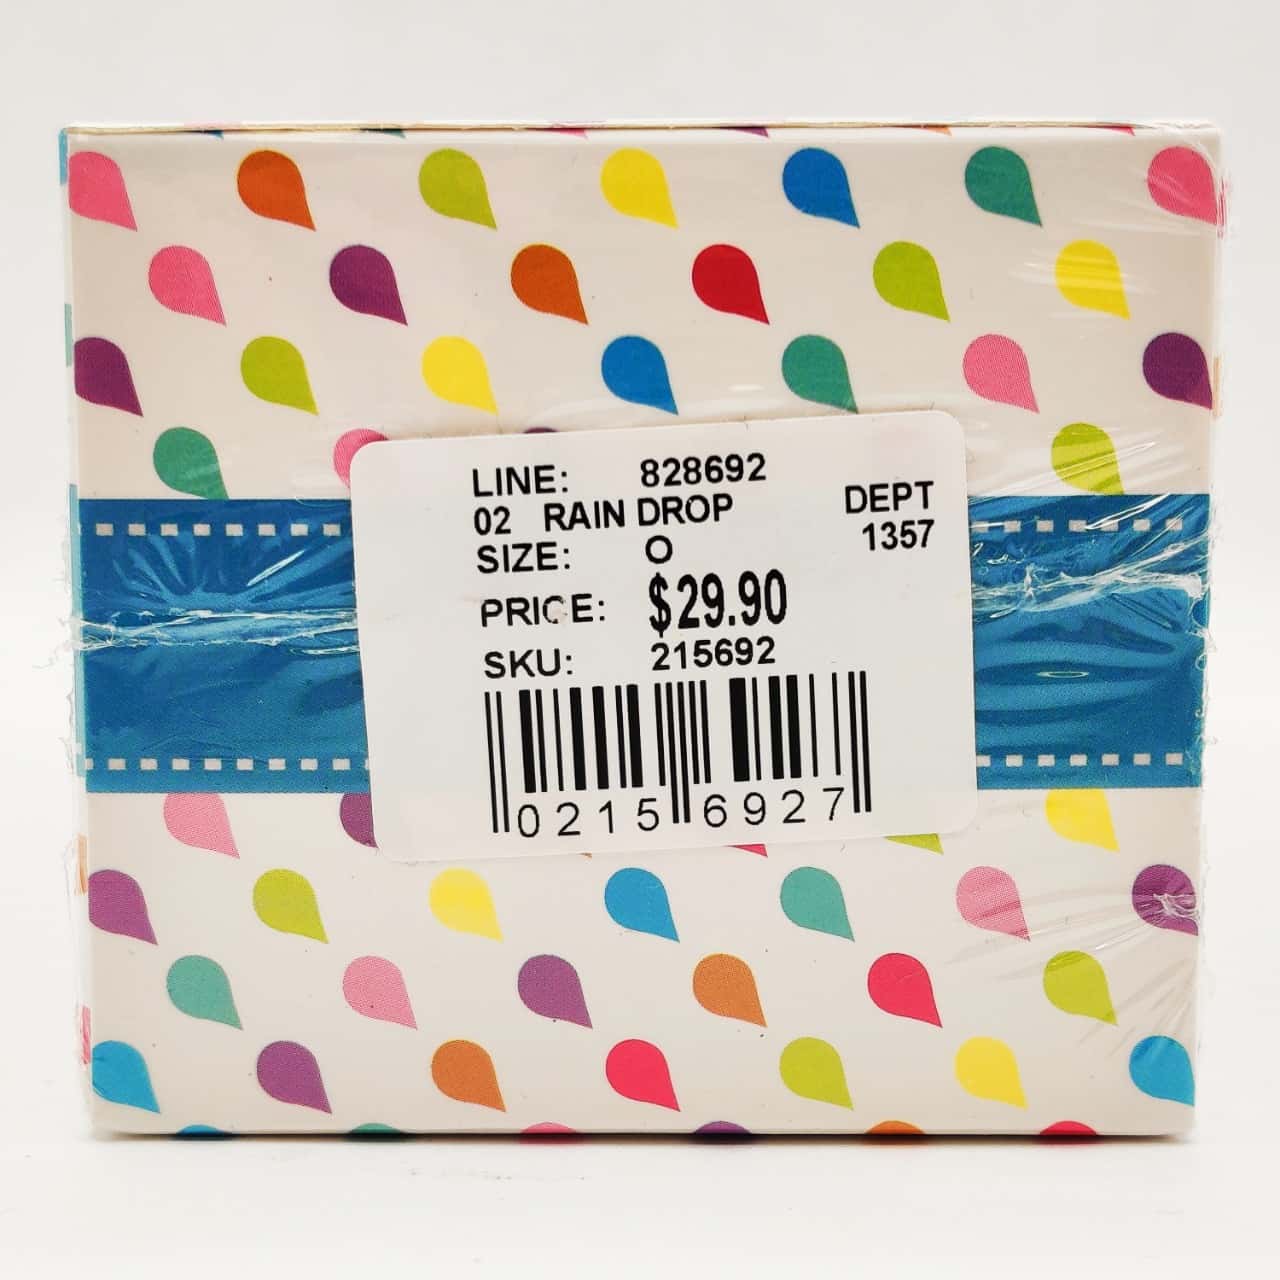 LINE: 828692
02 RAIN DROP DEPT
SIZE: O 1357
PRICE: $29.90
SKU: 215692
0215 6927